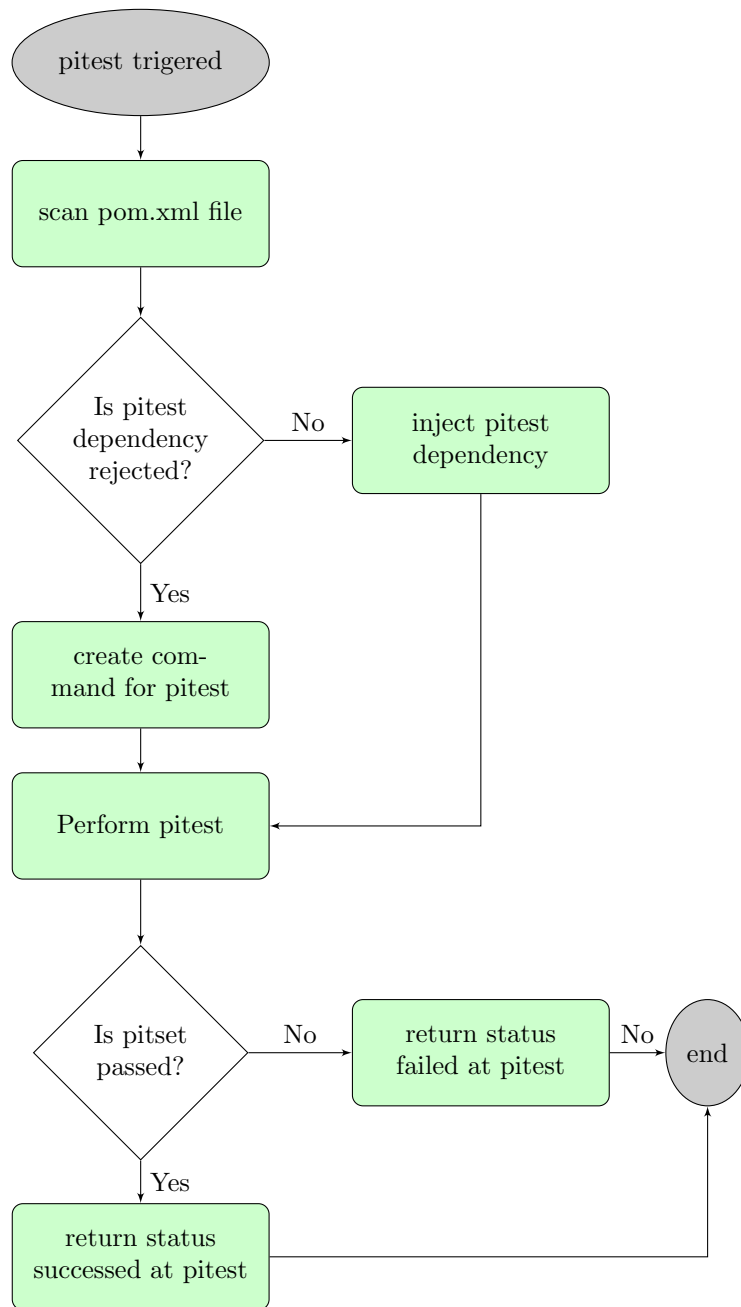 pitest trigered
scan pom.xml file
Is pitest
dependency
rejected?
No
inject pitest
dependency
Yes
create com-
mand for pitest
Perform pitest
Is pitset
passed?
No
return status
failed at pitest
No
end
Yes
return status
successed at pitest